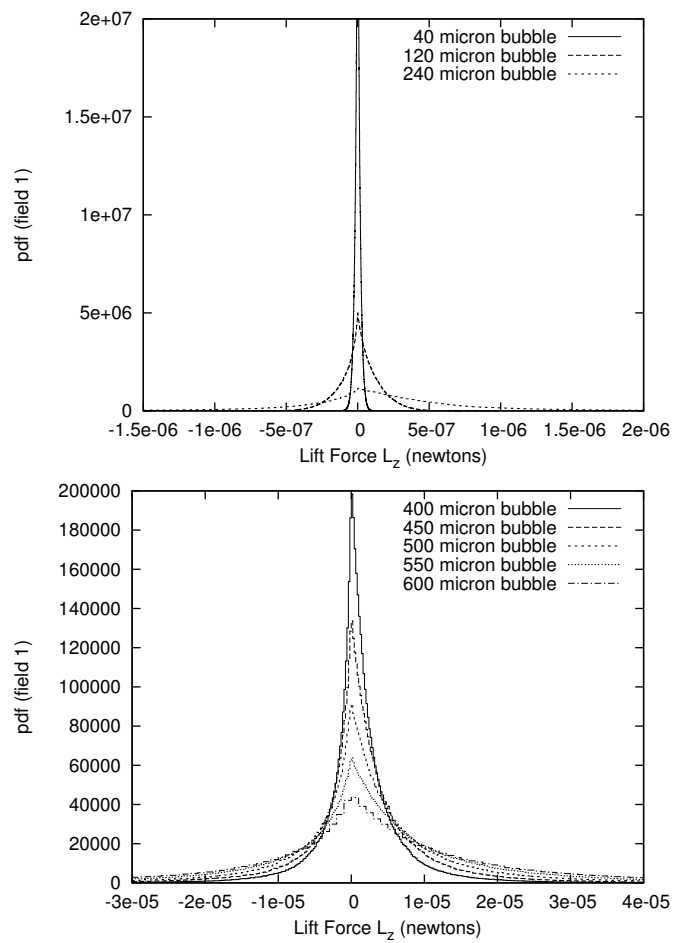 2e+07
1.5e+07
1e+07
5e+06
0
pdf (field 1)
40 micron bubble
120 micron bubble
240 micron bubble
-1.5e-06 -1e-06 -5e-07 0 5e-07 1e-06 1.5e-06 2e-06
Lift Force Lz (newtons)
200000
180000
160000
140000
120000
100000
80000
60000
40000
20000
0
pdf (field 1)
400 micron bubble
450 micron bubble
500 micron bubble
550 micron bubble
600 micron bubble
-3e-05 -2e-05 -1e-05 0 1e-05 2e-05 3e-05 4e-05
Lift Force Lz (newtons)